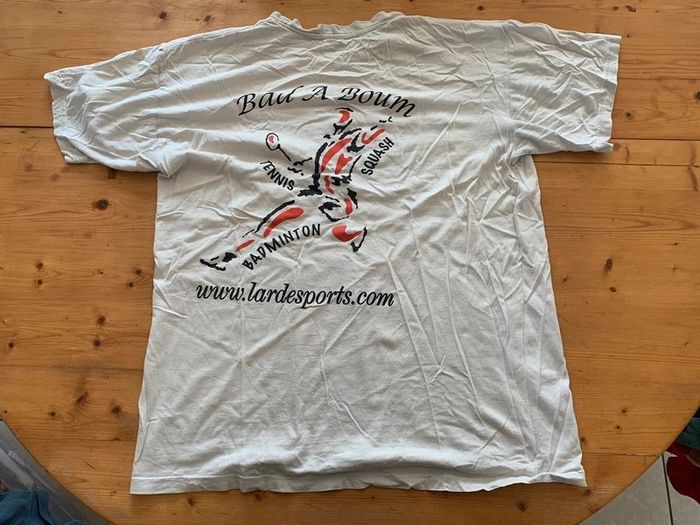 Bad A Boum
TENNIS
SQUASH
BADMINTON
www.lardesports.com